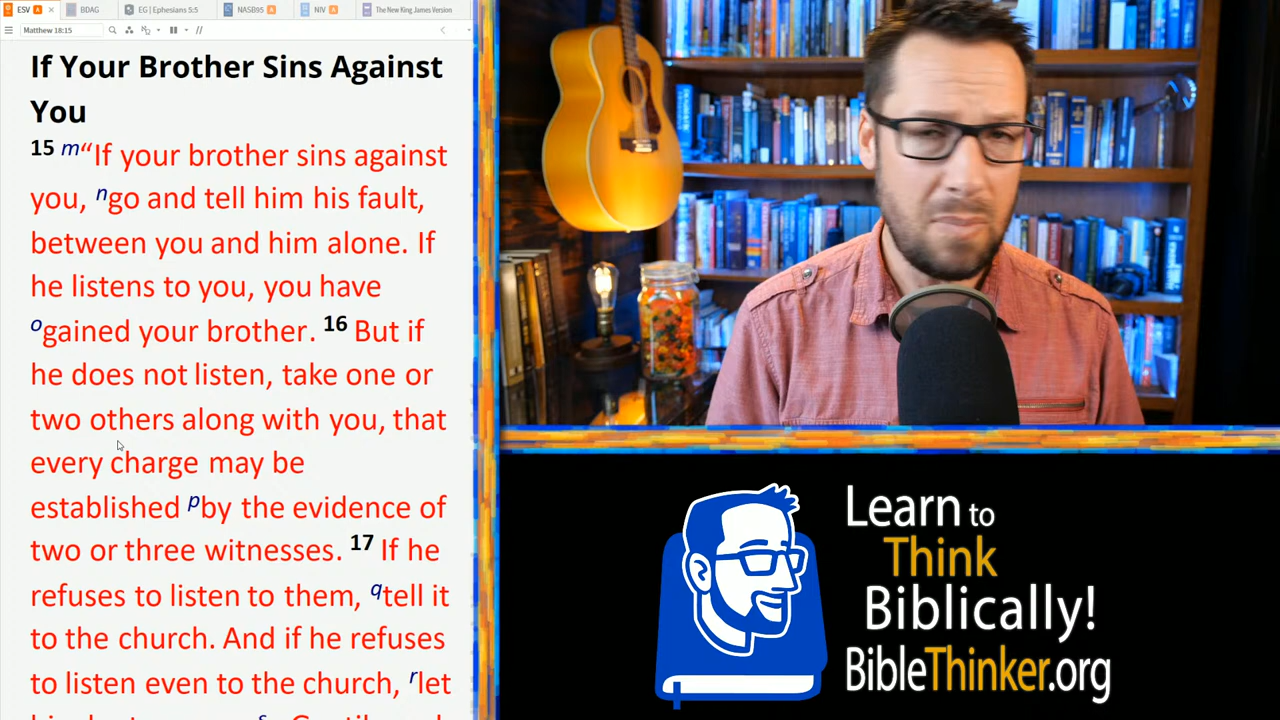 ESV A
BDAG
EG | Ephesians 5:5
NASB95 A
NIV A
The New King James Version
Matthew 18:15
If Your Brother Sins Against
You
15 m“If your brother sins against
you, ngo and tell him his fault,
between you and him alone. If
he listens to you, you have
ogained your brother. 16 But if
he does not listen, take one or
two others along with you, that
every charge may be
established pby the evidence of
two or three witnesses. 17 If he
refuses to listen to them, qtell it
to the church. And if he refuses
to listen even to the church, rlet
Learn to
Think
Biblically!
BibleThinker.org